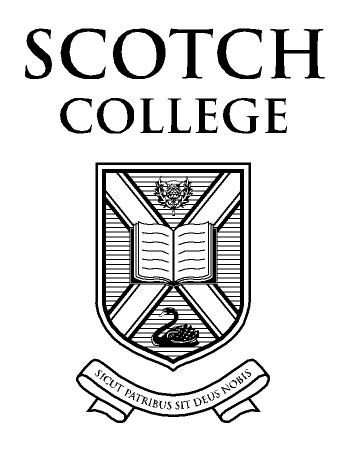 SCOTCH
COLLEGE
SICUT PATRIBUS SIT DEUS NOBIS